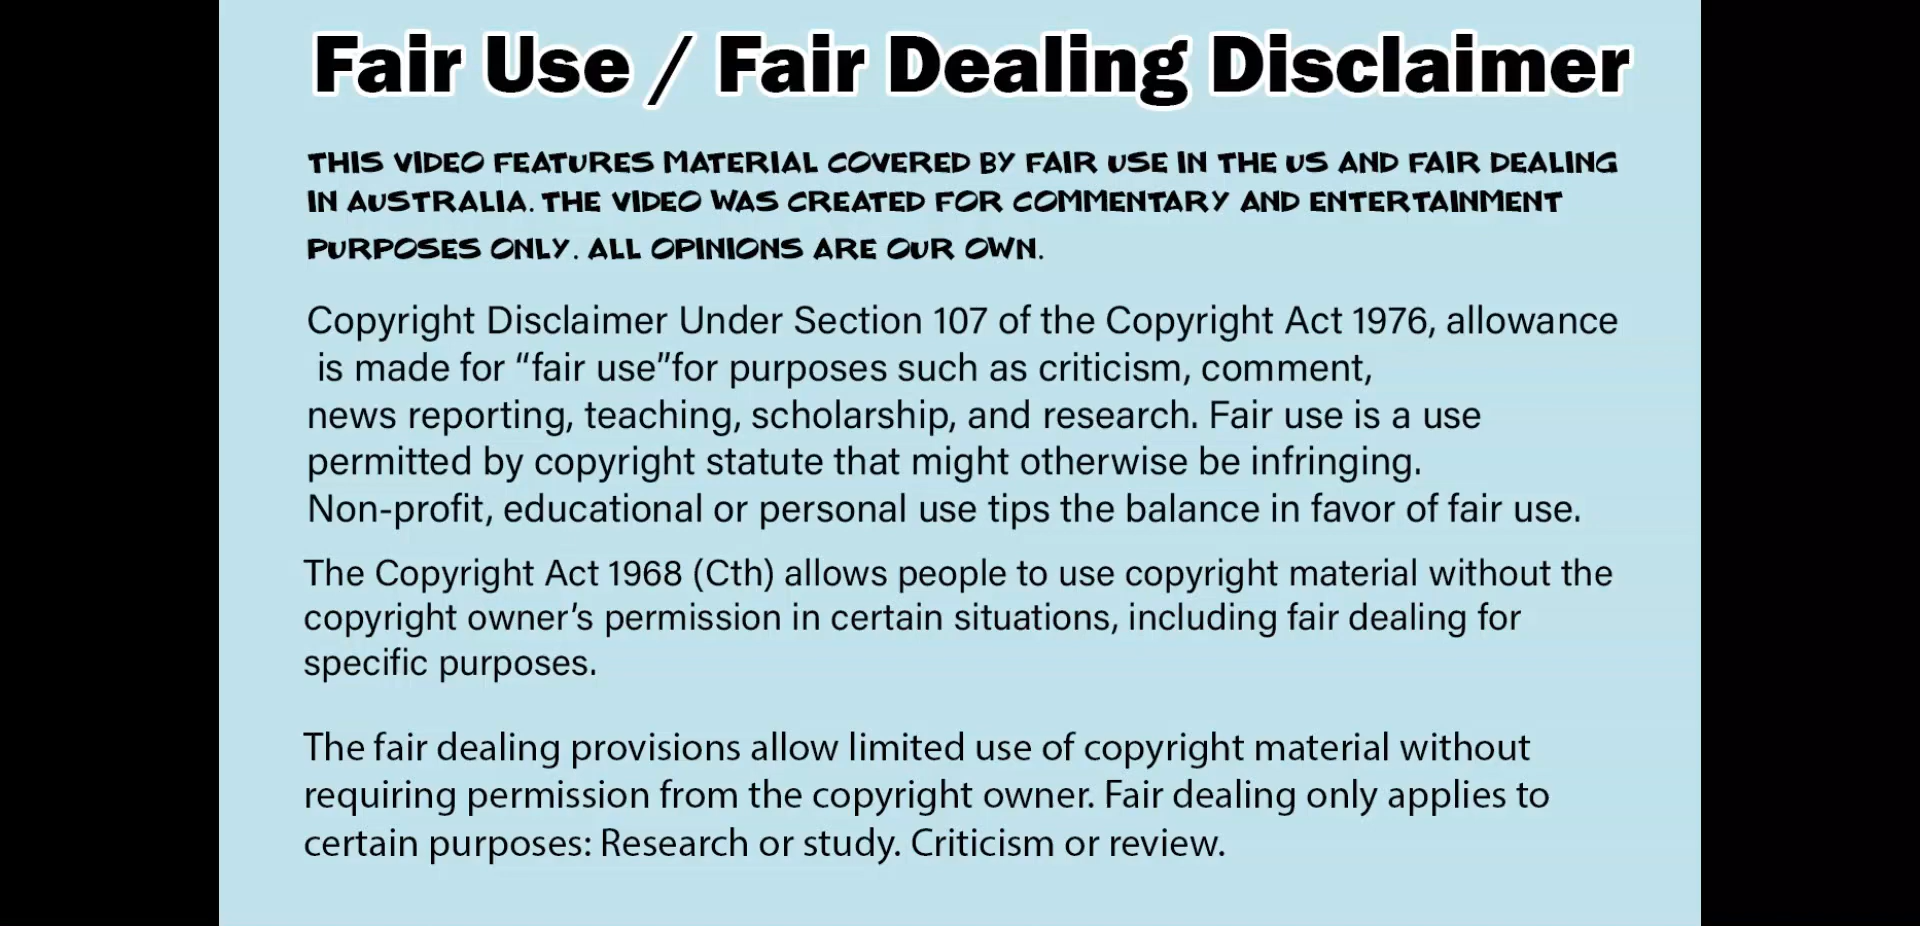 Fair Use / Fair Dealing Disclaimer
THIS VIDEO FEATURES MATERIAL COVERED BY FAIR USE IN THE US AND FAIR DEALING
IN AUSTRALIA. THE VIDEO WAS CREATED FOR COMMENTARY AND ENTERTAINMENT
PURPOSES ONLY. ALL OPINIONS ARE OUR OWN.
Copyright Disclaimer Under Section 107 of the Copyright Act 1976, allowance
is made for “fair use”for purposes such as criticism, comment,
news reporting, teaching, scholarship, and research. Fair use is a use
permitted by copyright statute that might otherwise be infringing.
Non-profit, educational or personal use tips the balance in favor of fair use.
The Copyright Act 1968 (Cth) allows people to use copyright material without the
copyright owner’s permission in certain situations, including fair dealing for
specific purposes.
The fair dealing provisions allow limited use of copyright material without
requiring permission from the copyright owner. Fair dealing only applies to
certain purposes: Research or study. Criticism or review.